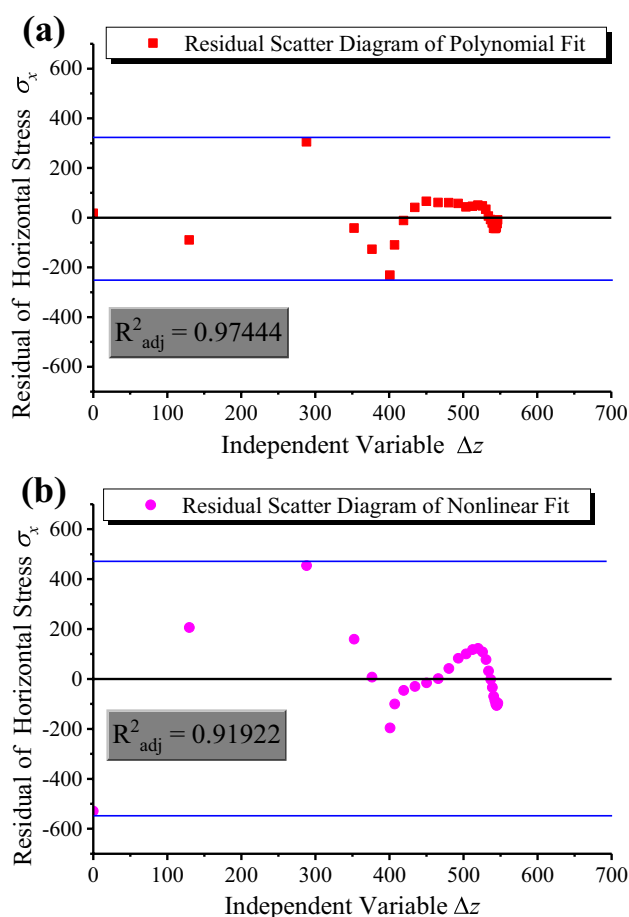 (a)
Residual Scatter Diagram of Polynomial Fit
Residual of Horizontal Stress σx
600
400
200
0
-200
-400
-600
R²adj = 0.97444
0 100 200 300 400 500 600 700
Independent Variable Δz
(b)
Residual Scatter Diagram of Nonlinear Fit
Residual of Horizontal Stress σx
600
400
200
0
-200
-400
-600
R²adj = 0.91922
0 100 200 300 400 500 600 700
Independent Variable Δz